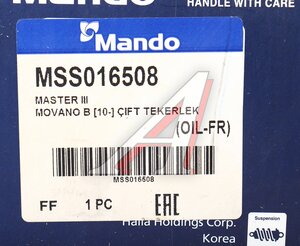 HANDLE WITH CARE
Mando
MSS016508
MASTER III
MOVANO B [10-] ÇIFT TEKERLEK
(OIL-FR)
MSS016508
FF 1 PC EAC
Halla Holdings Corp.
Korea
Suspension